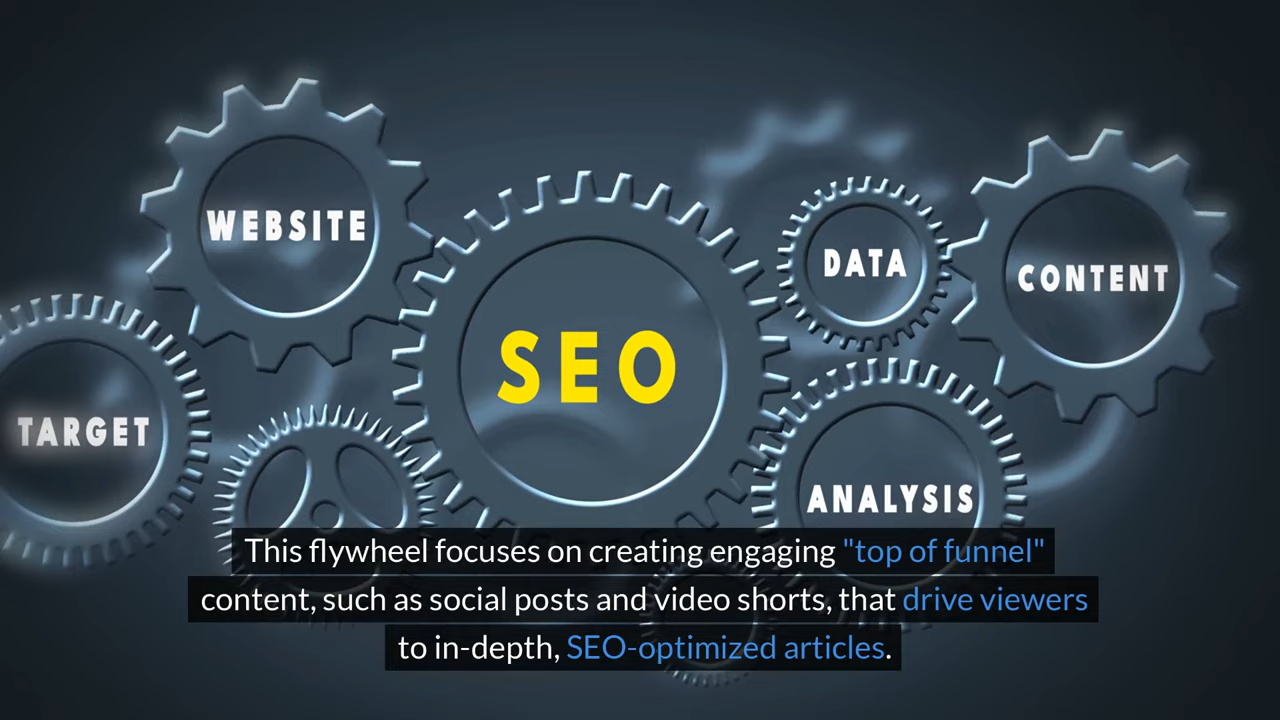 WEBSITE
DATA
CONTENT
SEO
TARGET
ANALYSIS
This flywheel focuses on creating engaging "top of funnel"
content, such as social posts and video shorts, that drive viewers
to in-depth, SEO-optimized articles.